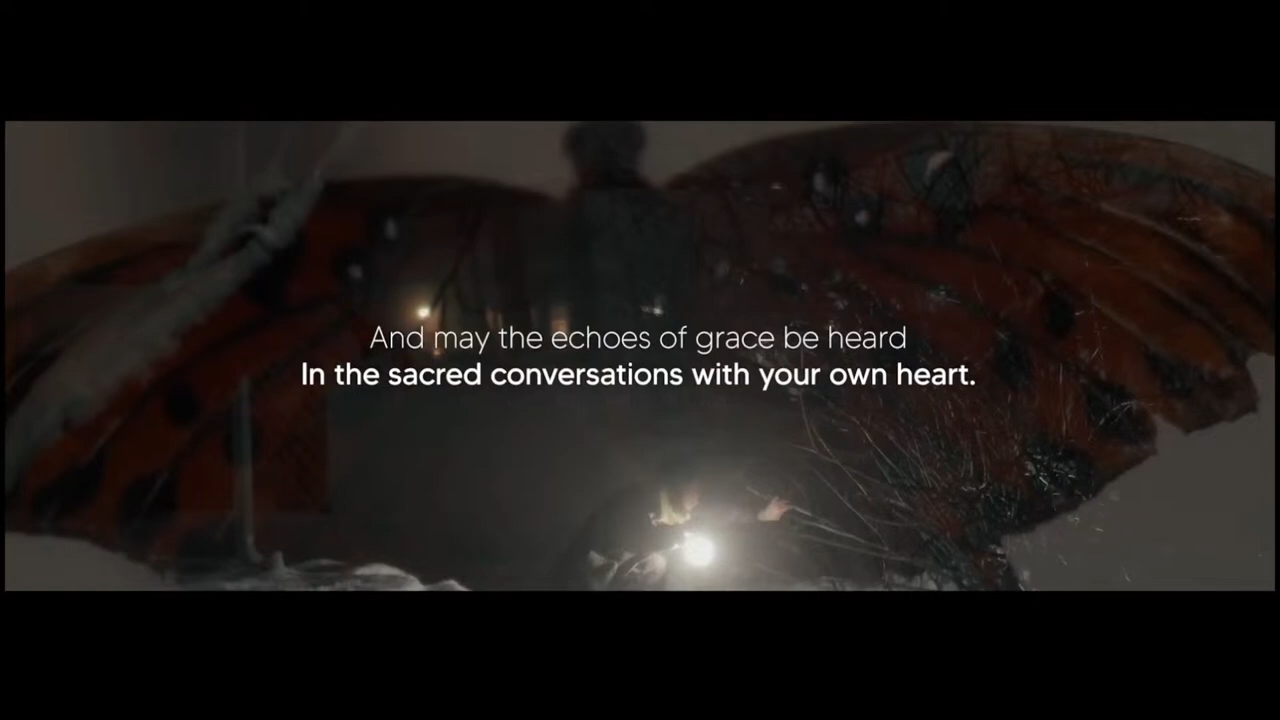 And may the echoes of grace be heard
In the sacred conversations with your own heart.